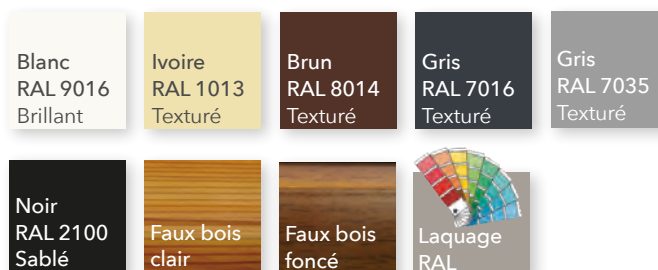 Blanc
RAL 9016
Brillant
Ivoire
RAL 1013
Texturé
Brun
RAL 8014
Texturé
Gris
RAL 7016
Texturé
Gris
RAL 7035
Texturé
Noir
RAL 2100
Sablé
Faux bois
clair
Faux bois
foncé
Laquage
RAL